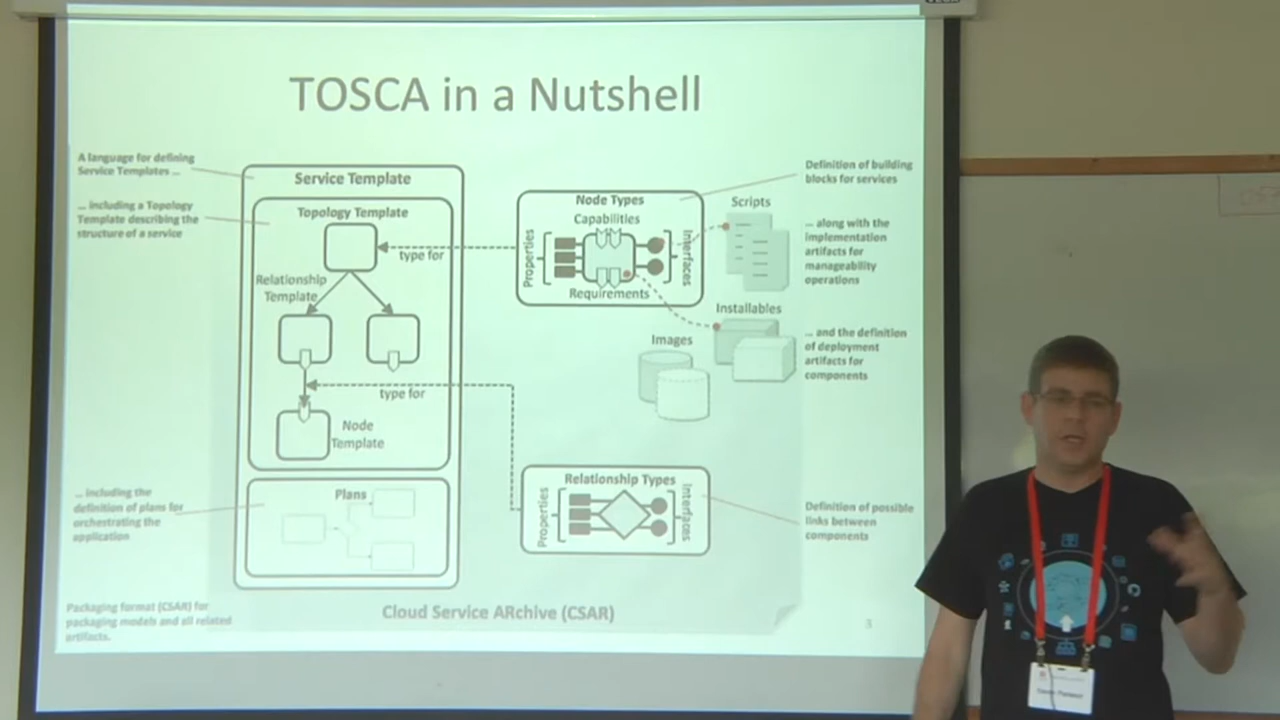 TOSCA in a Nutshell
A language for defining
Service Templates ...
... including a Topology
Template describing the
structure of a service
Service Template
Topology Template
type for
Relationship
Template
type for
Node
Template
... including the
definition of plans for
orchestrating the
application
Plans
Packaging format (CSAR) for
packaging models and all related
artifacts.
Node Types
Capabilities
Properties
Interfaces
Requirements
Scripts
Installables
Images
Relationship Types
Properties
Interfaces
Definition of building
blocks for services
... along with the
implementation
artifacts for
manageability
operations
... and the definition
of deployment
artifacts for
components
Definition of possible
links between
components
Cloud Service ARchive (CSAR)